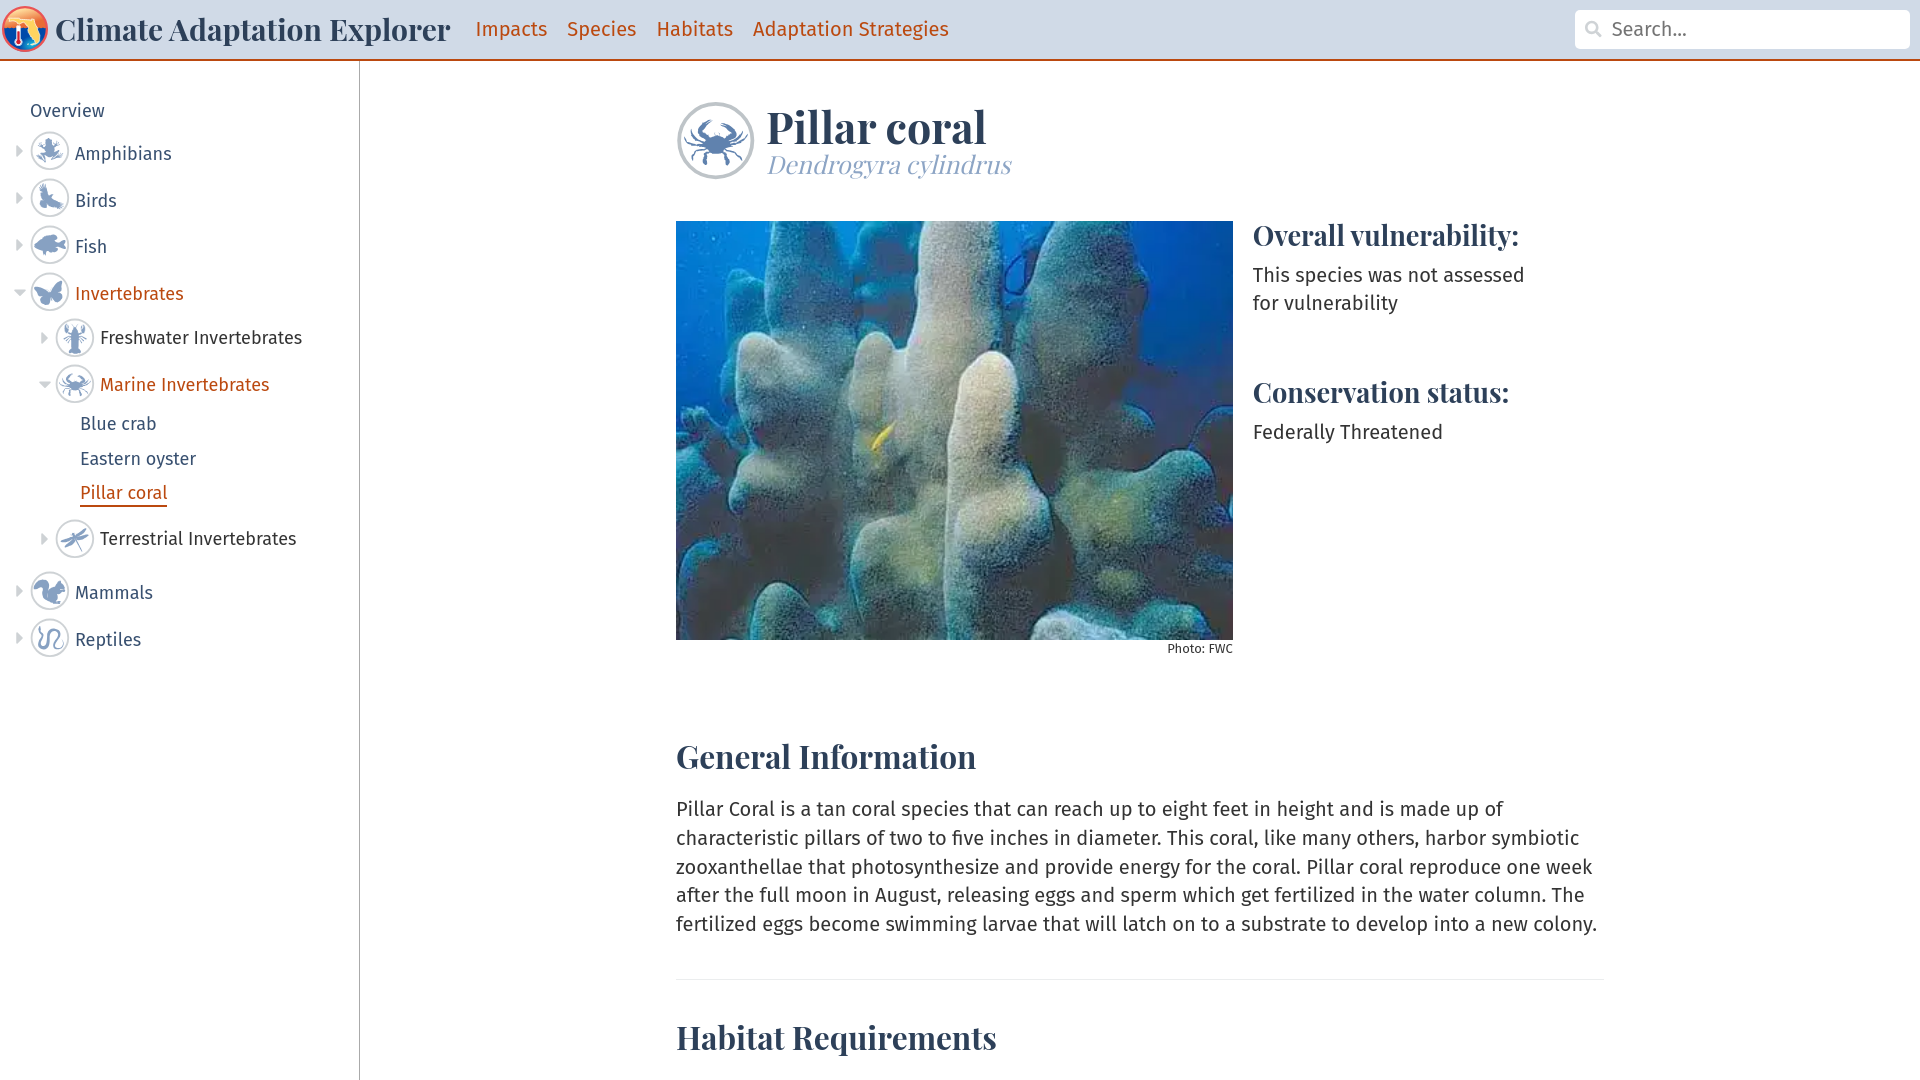 Climate Adaptation Explorer
Impacts
Species
Habitats
Adaptation Strategies
Search...
Overview
Amphibians
Birds
Fish
Invertebrates
Freshwater Invertebrates
Marine Invertebrates
Blue crab
Eastern oyster
Pillar coral
Terrestrial Invertebrates
Mammals
Reptiles
Pillar coral
Dendrogyra cylindrus
Photo: FWC
Overall vulnerability:
This species was not assessed
for vulnerability
Conservation status:
Federally Threatened
General Information
Pillar Coral is a tan coral species that can reach up to eight feet in height and is made up of
characteristic pillars of two to five inches in diameter. This coral, like many others, harbor symbiotic
zooxanthellae that photosynthesize and provide energy for the coral. Pillar coral reproduce one week
after the full moon in August, releasing eggs and sperm which get fertilized in the water column. The
fertilized eggs become swimming larvae that will latch on to a substrate to develop into a new colony.
Habitat Requirements